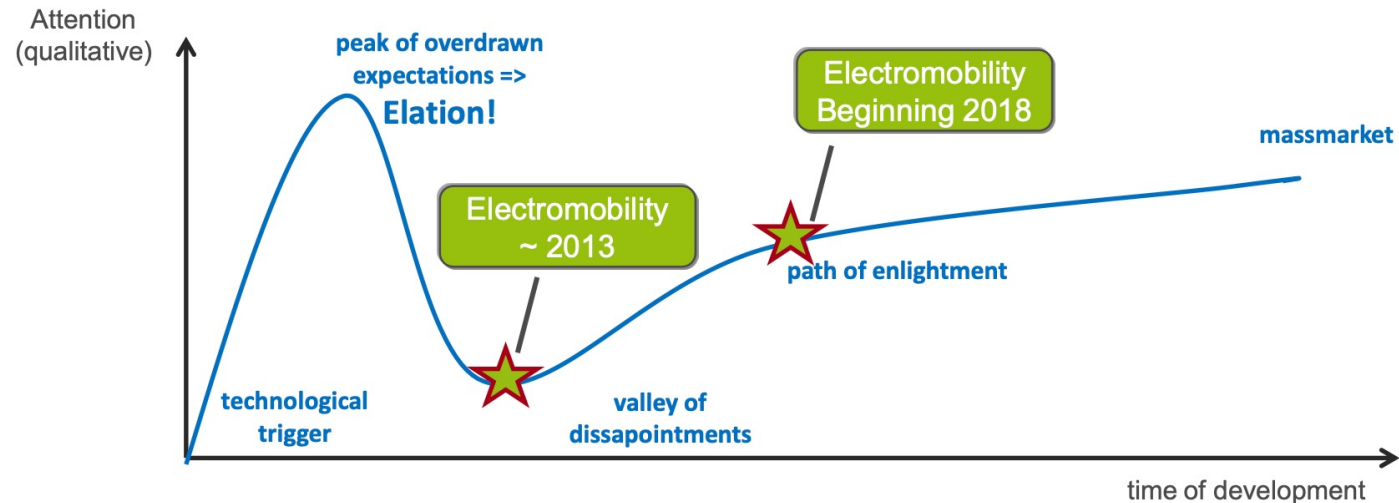 Attention
(qualitative)
peak of overdrawn
expectations =>
Elation!
Electromobility
Beginning 2018
massmarket
Electromobility
~ 2013
path of enlightment
technological
trigger
valley of
dissapointments
time of development